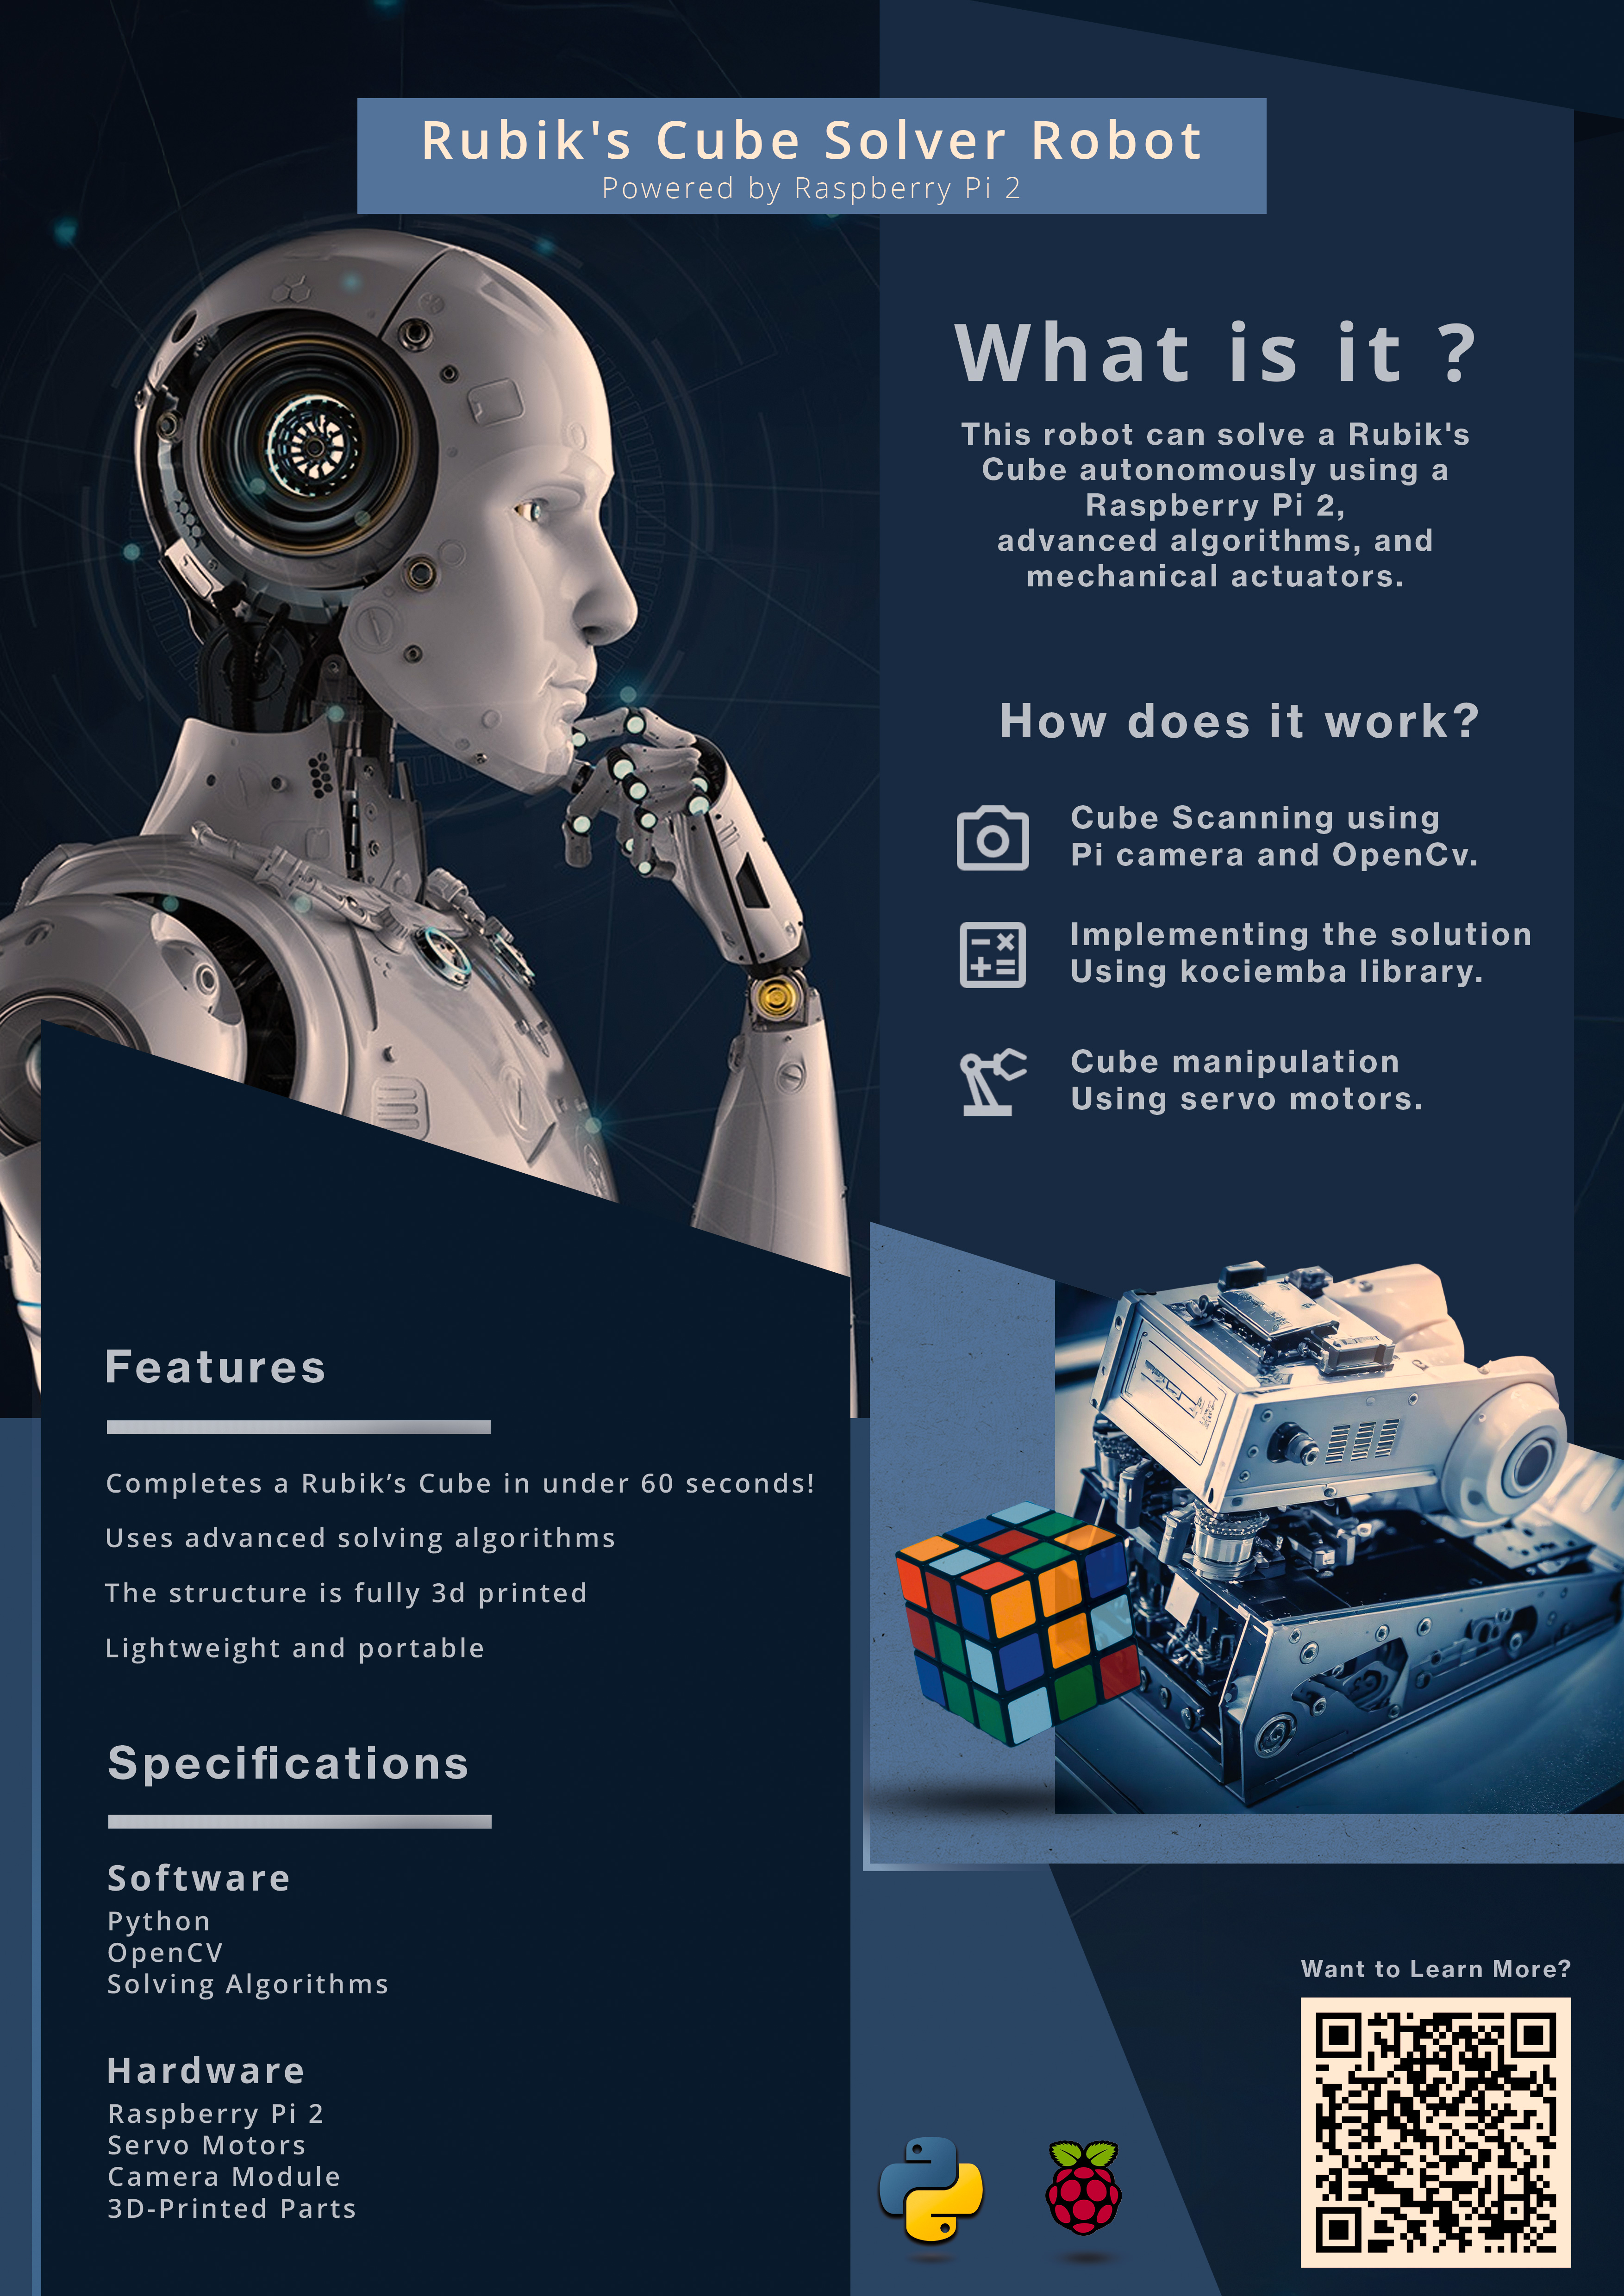 Rubik's Cube Solver Robot
Powered by Raspberry Pi 2
What is it ?
This robot can solve a Rubik's
Cube autonomously using a
Raspberry Pi 2,
advanced algorithms, and
mechanical actuators.
How does it work?
Cube Scanning using
Pi camera and OpenCv.
Implementing the solution
Using kociemba library.
Cube manipulation
Using servo motors.
Features
Completes a Rubik’s Cube in under 60 seconds!
Uses advanced solving algorithms
The structure is fully 3d printed
Lightweight and portable
Specifications
Software
Python
OpenCV
Solving Algorithms
Hardware
Raspberry Pi 2
Servo Motors
Camera Module
3D-Printed Parts
Want to Learn More?